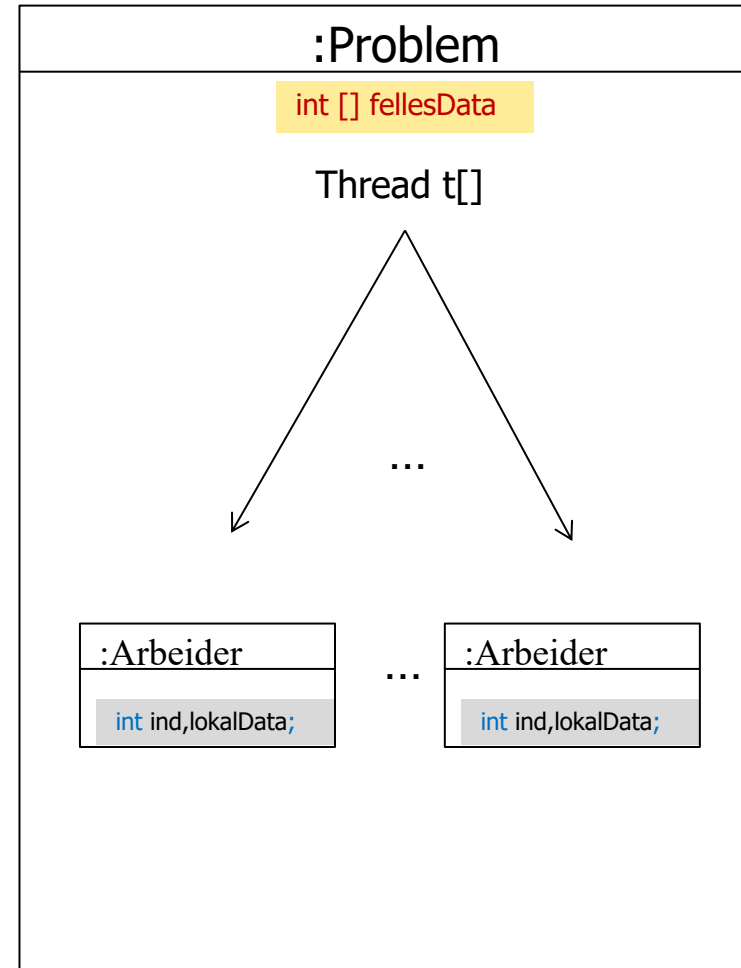 :Problem
int [] fellesData
Thread t[]
...
:Arbeider
int ind,lokalData;
...
:Arbeider
int ind,lokalData;